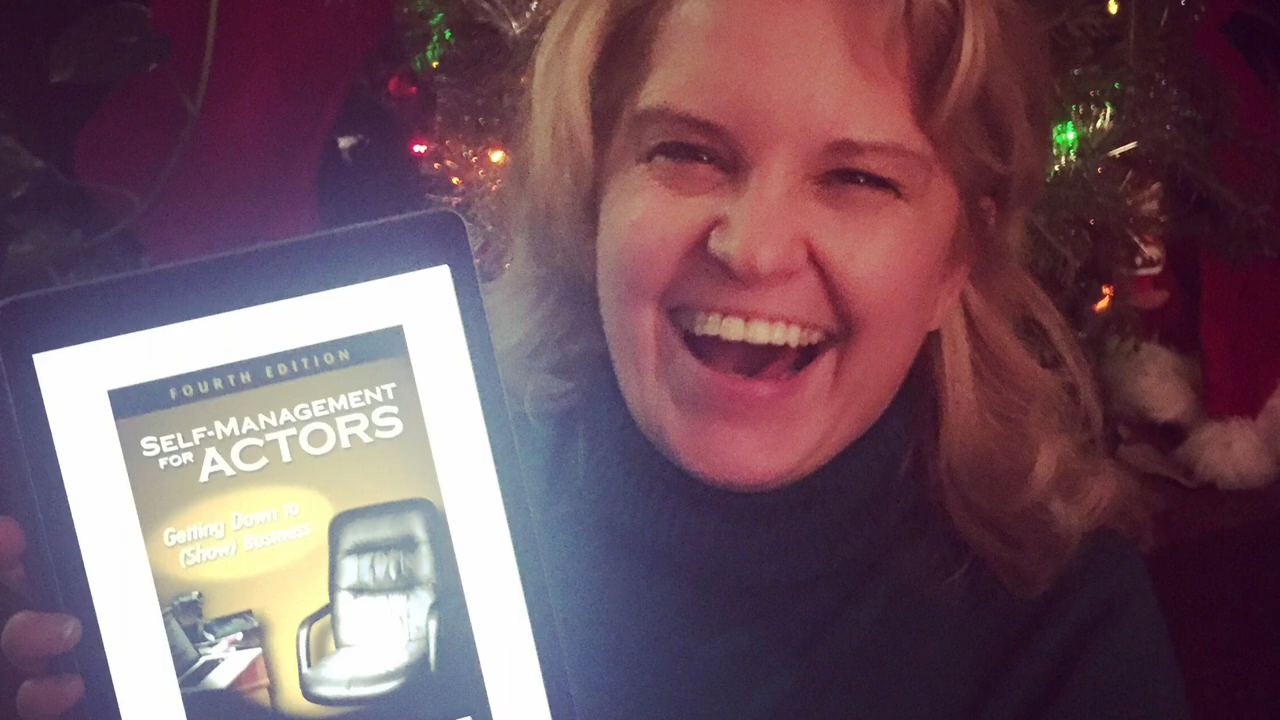 FOURTH EDITION
SELF-MANAGEMENT
FOR ACTORS
Getting Down to
(Show) Business